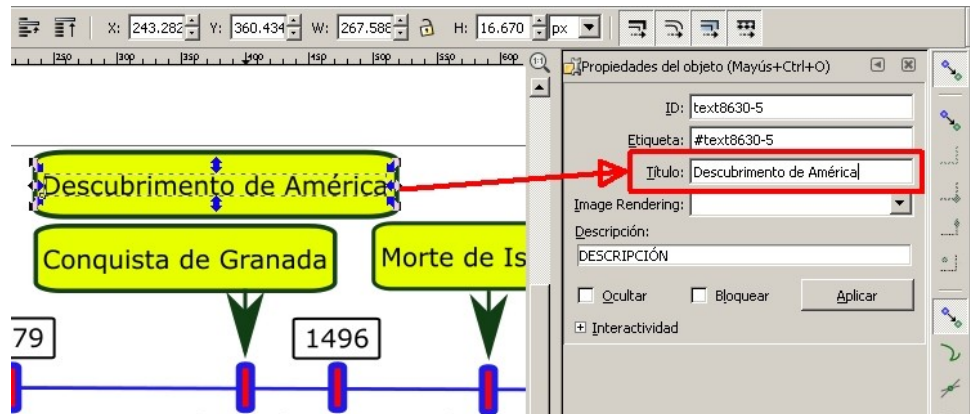 X: 243.282 Y: 360.434 W: 267.588 H: 16.670 px
250 300 350 400 450 500 550 600
Propiedades del objeto (Mayús+Ctrl+O)
ID: text8630-5
Etiqueta: #text8630-5
Título: Descubrimento de América
Image Rendering:
Descripción:
DESCRIPCIÓN
Ocultar Bloquear Aplicar
Interactividad
Descubrimento de América
Conquista de Granada Morte de Is
79 1496